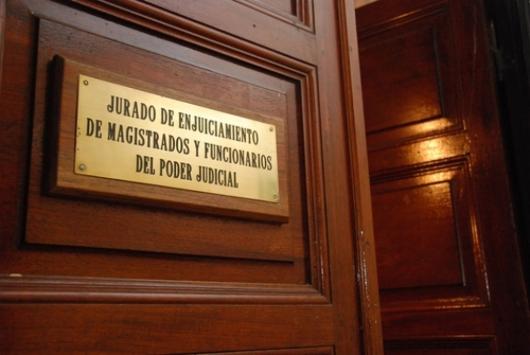 JURADO DE ENJUICIAMIENTO
DE MAGISTRADOS Y FUNCIONARIOS
DEL PODER JUDICIAL